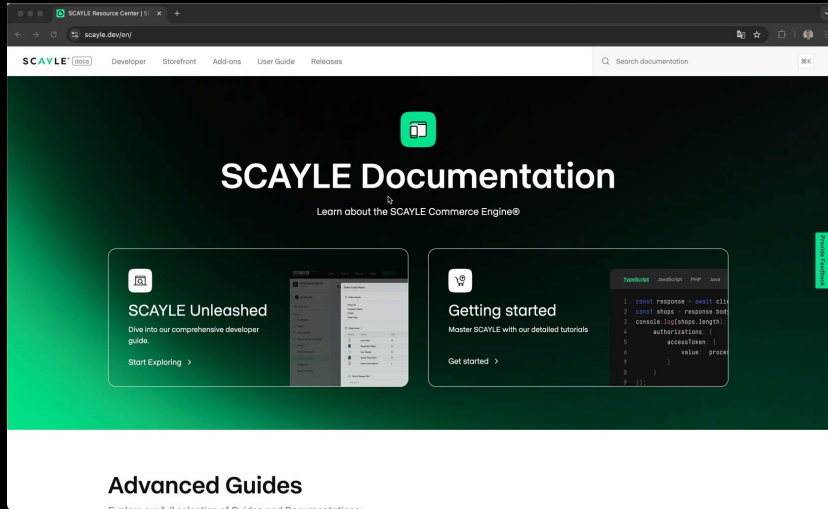 SCAYLE Resource Center | SC
scayle.dev/en/
SCAYLE docs
Developer
Storefront
Add-ons
User Guide
Releases
Search documentation
⌘K
SCAYLE Documentation
Learn about the SCAYLE Commerce Engine®
SCAYLE Unleashed
Dive into our comprehensive developer
guide.
Start Exploring >
Getting started
Master SCAYLE with our detailed tutorials
Get started >
TypeScript JavaScript PHP Java
1 const response = await clie
2 const shops = response.body
3 console.log(shops.length);
4 authorizations: {
5 accessToken: {
6 value: proces
7 }
8 }
9 });
Provide Feedback
Advanced Guides